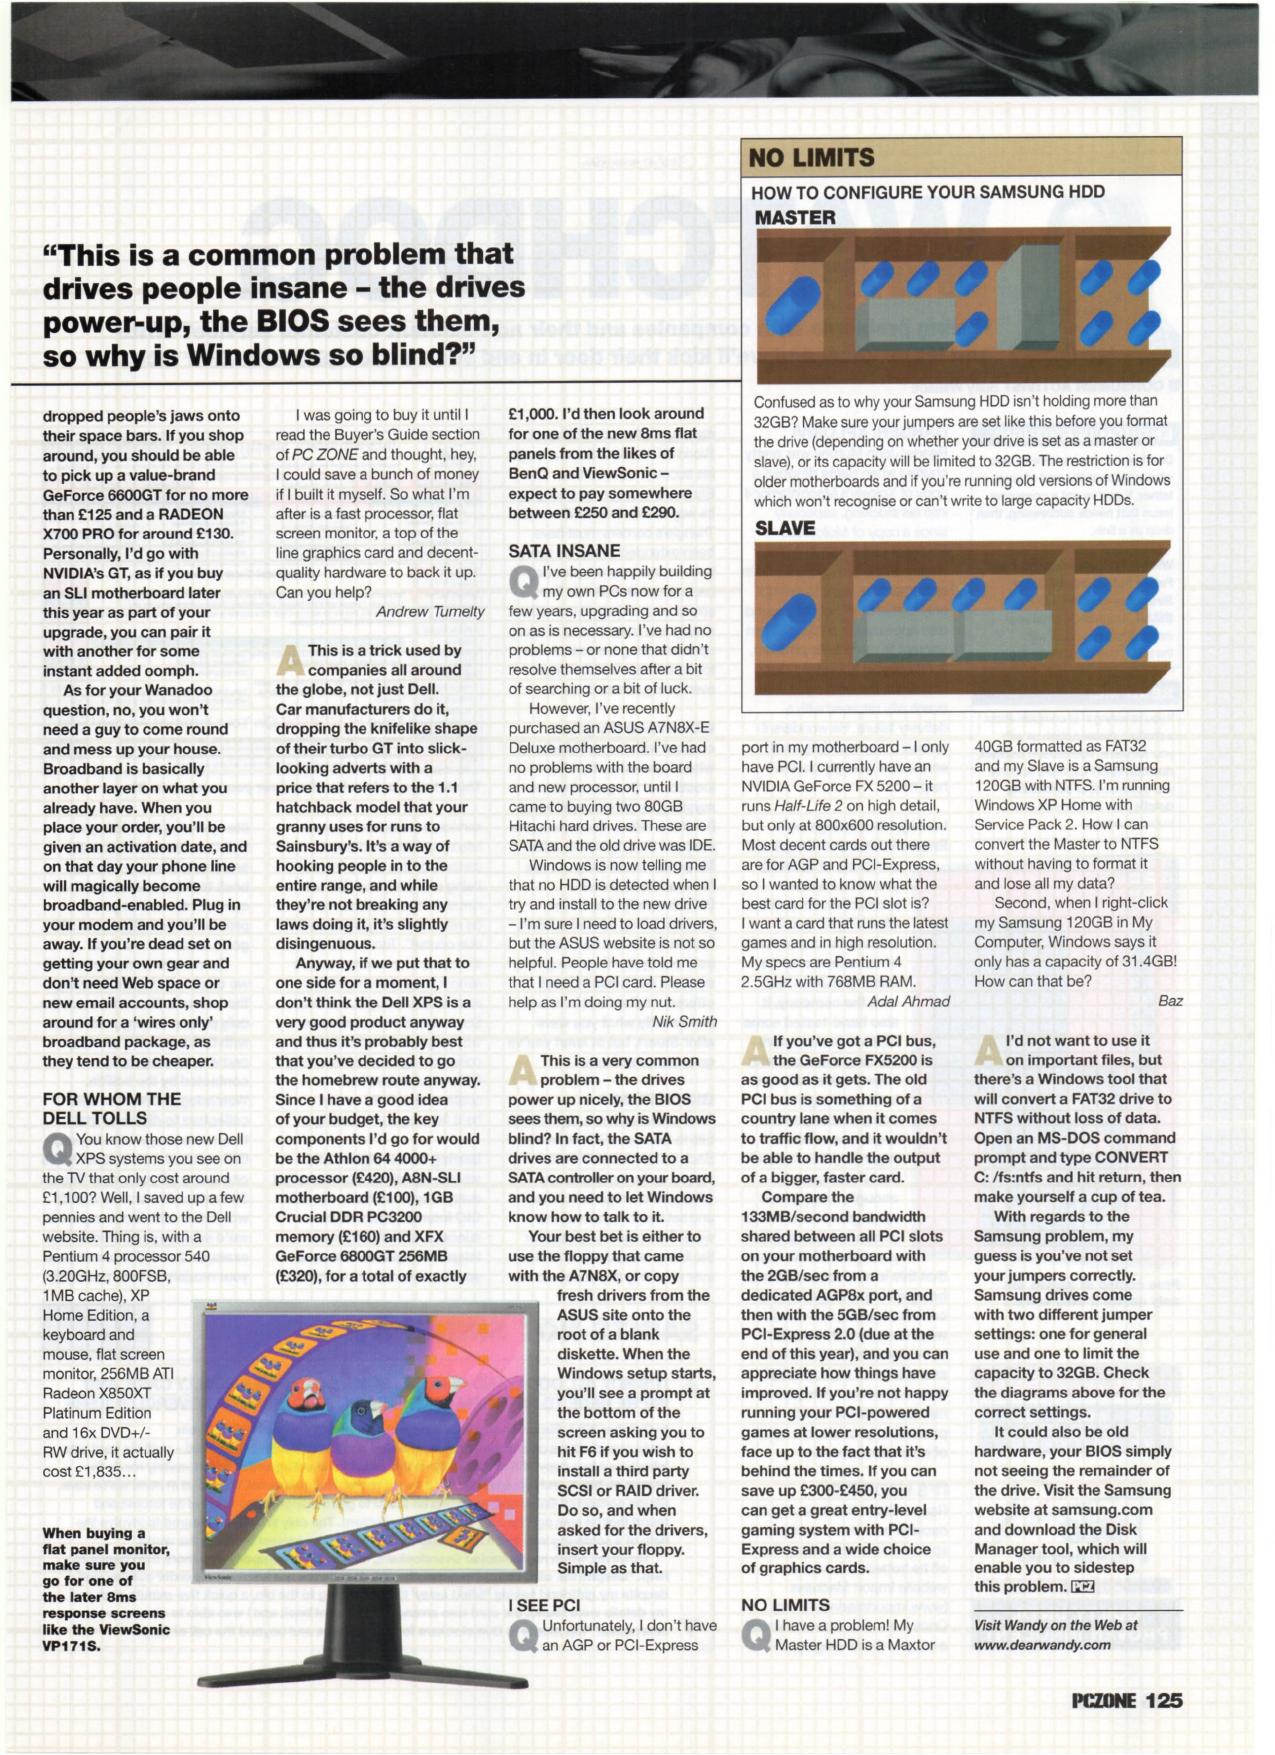 "This is a common problem that
drives people insane – the drives
power-up, the BIOS sees them,
so why is Windows so blind?"
dropped people's jaws onto
their space bars. If you shop
around, you should be able
to pick up a value-brand
GeForce 6600GT for no more
than £125 and a RADEON
X700 PRO for around £130.
Personally, I'd go with
NVIDIA's GT, as if you buy
an SLI motherboard later
this year as part of your
upgrade, you can pair it
with another for some
instant added oomph.
As for your Wanadoo
question, no, you won't
need a guy to come round
and mess up your house.
Broadband is basically
another layer on what you
already have. When you
place your order, you'll be
given an activation date, and
on that day your phone line
will magically become
broadband-enabled. Plug in
your modem and you'll be
away. If you're dead set on
getting your own gear and
don't need Web space or
new email accounts, shop
around for a 'wires only'
broadband package, as
they tend to be cheaper.
FOR WHOM THE
DELL TOLLS
Q You know those new Dell
XPS systems you see on
the TV that only cost around
£1,100? Well, I saved up a few
pennies and went to the Dell
website. Thing is, with a
Pentium 4 processor 540
(3.20GHz, 800FSB,
1MB cache), XP
Home Edition, a
keyboard and
mouse, flat screen
monitor, 256MB ATI
Radeon X850XT
Platinum Edition
and 16x DVD+/-
RW drive, it actually
cost £1,835...
When buying a
flat panel monitor,
make sure you
go for one of
the later 8ms
response screens
like the ViewSonic
VP171S.
I was going to buy it until I
read the Buyer's Guide section
of PC ZONE and thought, hey,
I could save a bunch of money
if I built it myself. So what I'm
after is a fast processor, flat
screen monitor, a top of the
line graphics card and decent-
quality hardware to back it up.
Can you help?
Andrew Tumelty
A This is a trick used by
companies all around
the globe, not just Dell.
Car manufacturers do it,
dropping the knifelike shape
of their turbo GT into slick-
looking adverts with a
price that refers to the 1.1
hatchback model that your
granny uses for runs to
Sainsbury's. It's a way of
hooking people in to the
entire range, and while
they're not breaking any
laws doing it, it's slightly
disingenuous.
Anyway, if we put that to
one side for a moment, I
don't think the Dell XPS is a
very good product anyway
and thus it's probably best
that you've decided to go
the homebrew route anyway.
Since I have a good idea
of your budget, the key
components I'd go for would
be the Athlon 64 4000+
processor (£420), A8N-SLI
motherboard (£100), 1GB
Crucial DDR PC3200
memory (£160) and XFX
GeForce 6800GT 256MB
(£320), for a total of exactly
ViewSonic
£1,000. I'd then look around
for one of the new 8ms flat
panels from the likes of
BenQ and ViewSonic –
expect to pay somewhere
between £250 and £290.
SATA INSANE
Q I've been happily building
my own PCs now for a
few years, upgrading and so
on as is necessary. I've had no
problems – or none that didn't
resolve themselves after a bit
of searching or a bit of luck.
However, I've recently
purchased an ASUS A7N8X-E
Deluxe motherboard. I've had
no problems with the board
and new processor, until I
came to buying two 80GB
Hitachi hard drives. These are
SATA and the old drive was IDE.
Windows is now telling me
that no HDD is detected when I
try and install to the new drive
– I'm sure I need to load drivers,
but the ASUS website is not so
helpful. People have told me
that I need a PCI card. Please
help as I'm doing my nut.
Nik Smith
A This is a very common
problem – the drives
power up nicely, the BIOS
sees them, so why is Windows
blind? In fact, the SATA
drives are connected to a
SATA controller on your board,
and you need to let Windows
know how to talk to it.
Your best bet is either to
use the floppy that came
with the A7N8X, or copy
fresh drivers from the
ASUS site onto the
root of a blank
diskette. When the
Windows setup starts,
you'll see a prompt at
the bottom of the
screen asking you to
hit F6 if you wish to
install a third party
SCSI or RAID driver.
Do so, and when
asked for the drivers,
insert your floppy.
Simple as that.
I SEE PCI
Q Unfortunately, I don't have
an AGP or PCI-Express
NO LIMITS
HOW TO CONFIGURE YOUR SAMSUNG HDD
MASTER
Confused as to why your Samsung HDD isn't holding more than
32GB? Make sure your jumpers are set like this before you format
the drive (depending on whether your drive is set as a master or
slave), or its capacity will be limited to 32GB. The restriction is for
older motherboards and if you're running old versions of Windows
which won't recognise or can't write to large capacity HDDs.
SLAVE
port in my motherboard – I only
have PCI. I currently have an
NVIDIA GeForce FX 5200 – it
runs Half-Life 2 on high detail,
but only at 800x600 resolution.
Most decent cards out there
are for AGP and PCI-Express,
so I wanted to know what the
best card for the PCI slot is?
I want a card that runs the latest
games and in high resolution.
My specs are Pentium 4
2.5GHz with 768MB RAM.
Adal Ahmad
A If you've got a PCI bus,
the GeForce FX5200 is
as good as it gets. The old
PCI bus is something of a
country lane when it comes
to traffic flow, and it wouldn't
be able to handle the output
of a bigger, faster card.
Compare the
133MB/second bandwidth
shared between all PCI slots
on your motherboard with
the 2GB/sec from a
dedicated AGP8x port, and
then with the 5GB/sec from
PCI-Express 2.0 (due at the
end of this year), and you can
appreciate how things have
improved. If you're not happy
running your PCI-powered
games at lower resolutions,
face up to the fact that it's
behind the times. If you can
save up £300-£450, you
can get a great entry-level
gaming system with PCI-
Express and a wide choice
of graphics cards.
NO LIMITS
Q I have a problem! My
Master HDD is a Maxtor
40GB formatted as FAT32
and my Slave is a Samsung
120GB with NTFS. I'm running
Windows XP Home with
Service Pack 2. How I can
convert the Master to NTFS
without having to format it
and lose all my data?
Second, when I right-click
my Samsung 120GB in My
Computer, Windows says it
only has a capacity of 31.4GB!
How can that be?
Baz
A I'd not want to use it
on important files, but
there's a Windows tool that
will convert a FAT32 drive to
NTFS without loss of data.
Open an MS-DOS command
prompt and type CONVERT
C: /fs:ntfs and hit return, then
make yourself a cup of tea.
With regards to the
Samsung problem, my
guess is you've not set
your jumpers correctly.
Samsung drives come
with two different jumper
settings: one for general
use and one to limit the
capacity to 32GB. Check
the diagrams above for the
correct settings.
It could also be old
hardware, your BIOS simply
not seeing the remainder of
the drive. Visit the Samsung
website at samsung.com
and download the Disk
Manager tool, which will
enable you to sidestep
this problem. PCZ
Visit Wandy on the Web at
www.dearwandy.com
PCZONE 125